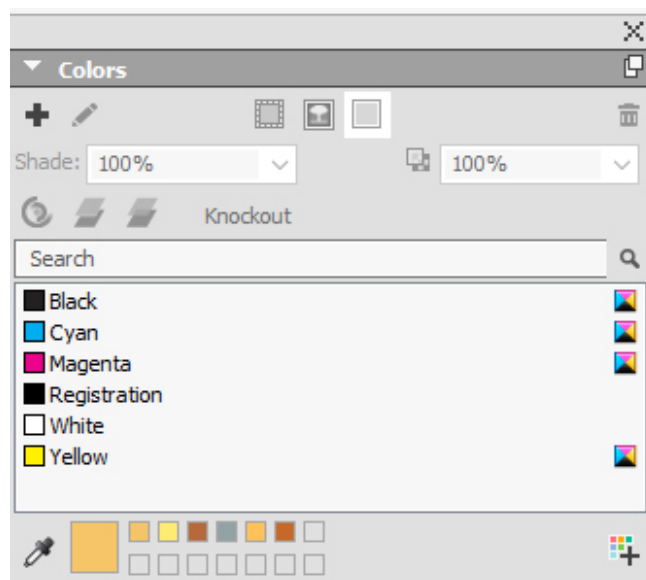 Colors
Shade: 100% 100%
Knockout
Search
Black
Cyan
Magenta
Registration
White
Yellow